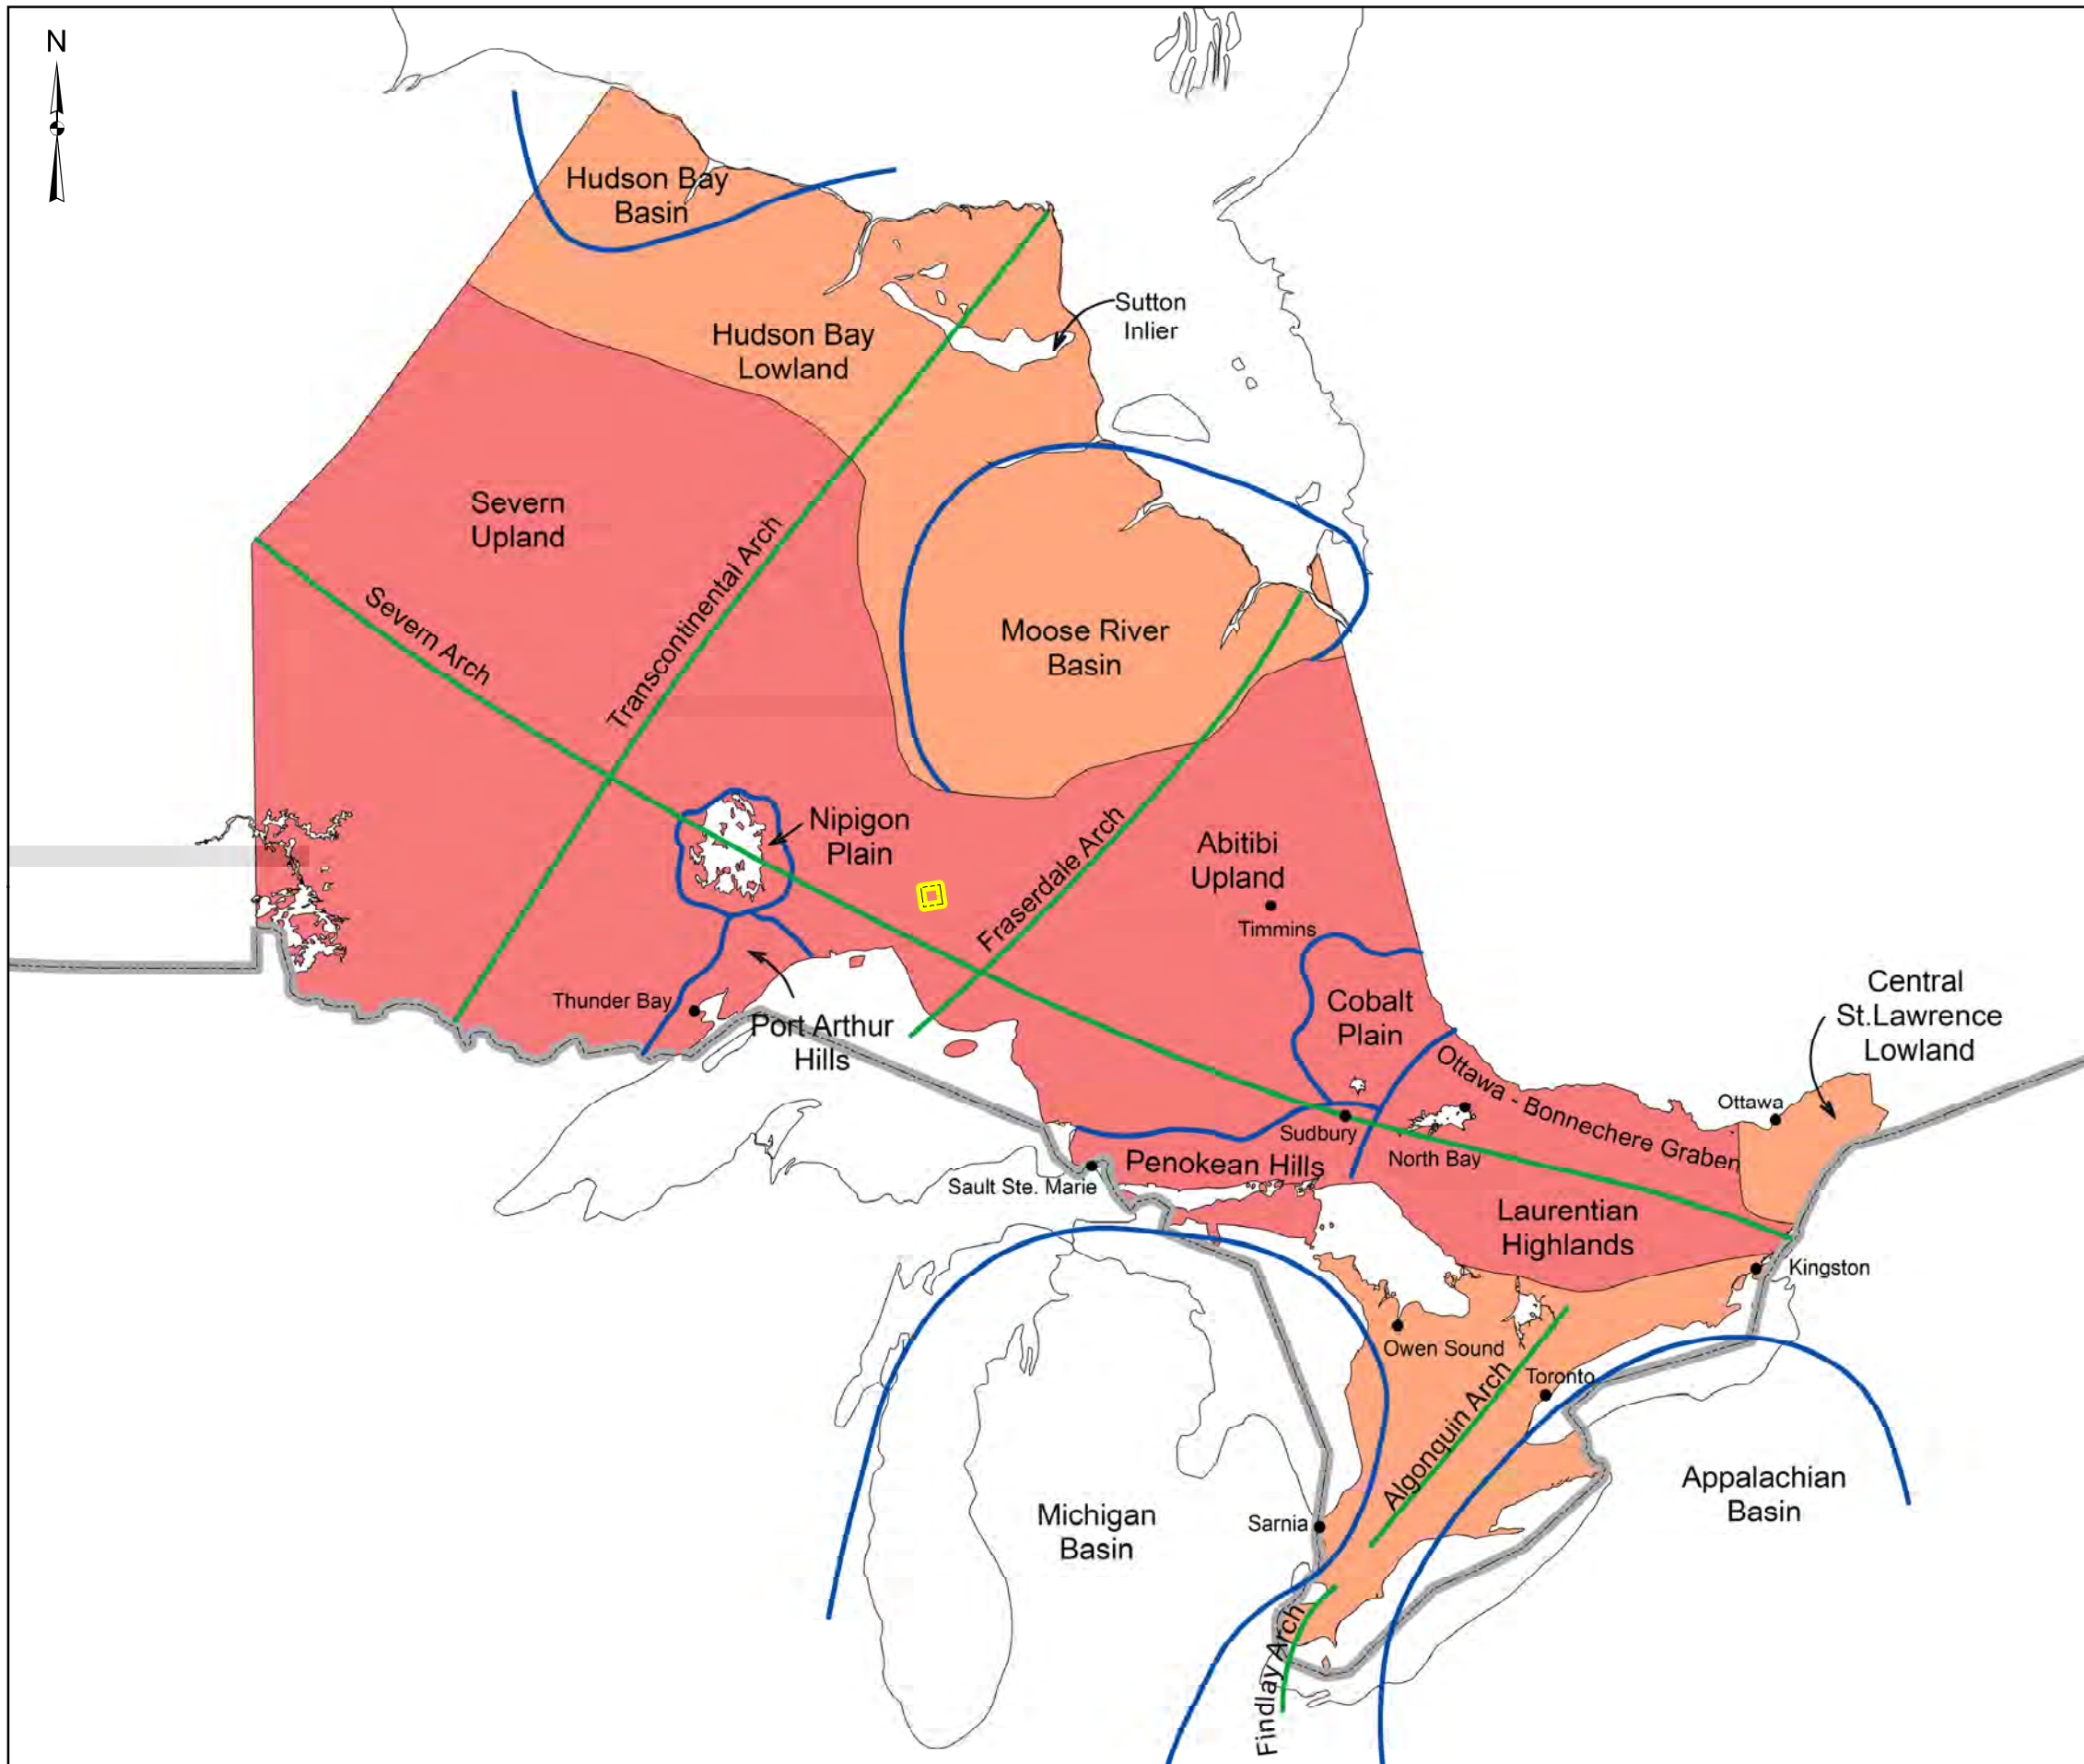 N
Hudson Bay
Basin
Sutton
Inlier
Hudson Bay
Lowland
Severn
Upland
Transcontinental Arch
Severn Arch
Moose River
Basin
Nipigon
Plain
Fraserdale Arch
Abitibi
Upland
Timmins
Thunder Bay
Port Arthur
Hills
Cobalt
Plain
Central
St.Lawrence
Lowland
Ottawa - Bonnechere Graben
Ottawa
Sudbury
North Bay
Penokean Hills
Sault Ste. Marie
Laurentian
Highlands
Kingston
Owen Sound
Toronto
Algonquin Arch
Appalachian
Basin
Michigan
Basin
Sarnia
Findlay Arch